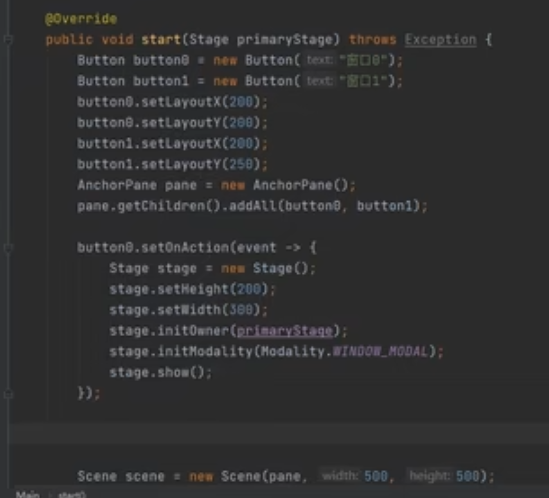 @Override
public void start(Stage primaryStage) throws Exception {
Button button0 = new Button( text: "窗口0");
Button button1 = new Button( text: "窗口1");
button0.setLayoutX(200);
button0.setLayoutY(200);
button1.setLayoutX(200);
button1.setLayoutY(250);
AnchorPane pane = new AnchorPane();
pane.getChildren().addAll(button0, button1);
button0.setOnAction(event -> {
Stage stage = new Stage();
stage.setHeight(200);
stage.setWidth(300);
stage.initOwner(primaryStage);
stage.initModality(Modality.WINDOW_MODAL);
stage.show();
});
Scene scene = new Scene(pane, width: 500, height: 500);
Main start()